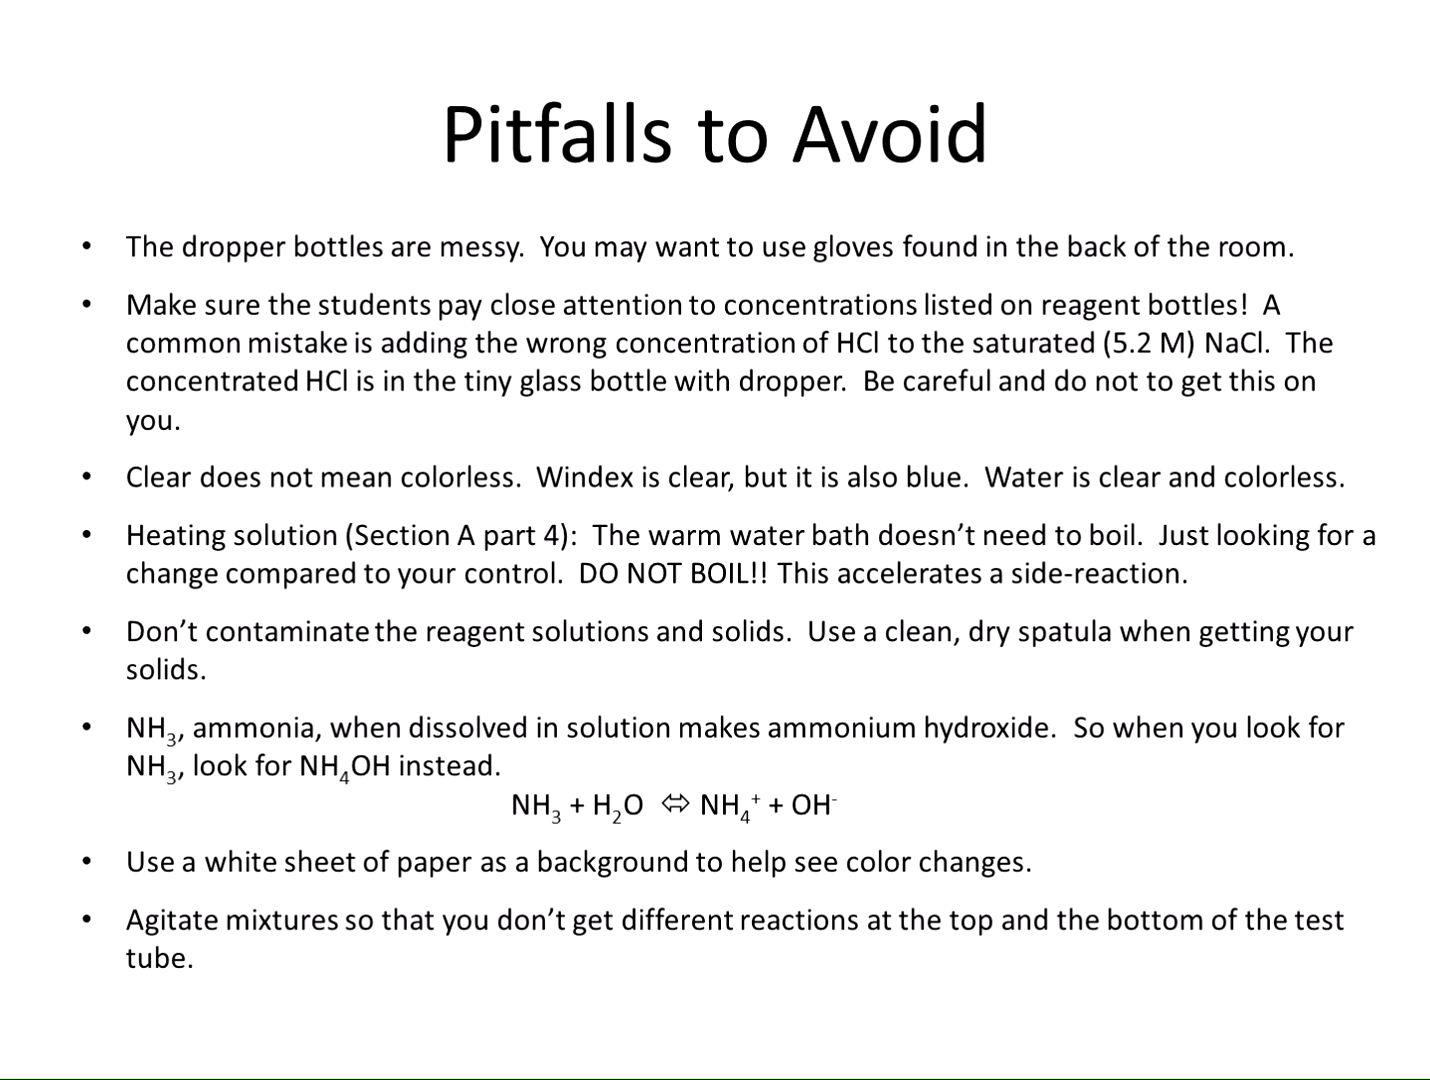 Pitfalls to Avoid
• The dropper bottles are messy.  You may want to use gloves found in the back of the room.
• Make sure the students pay close attention to concentrations listed on reagent bottles!  A
common mistake is adding the wrong concentration of HCl to the saturated (5.2 M) NaCl.  The
concentrated HCl is in the tiny glass bottle with dropper.  Be careful and do not to get this on
you.
• Clear does not mean colorless.  Windex is clear, but it is also blue.  Water is clear and colorless.
• Heating solution (Section A part 4):  The warm water bath doesn’t need to boil.  Just looking for a
change compared to your control.  DO NOT BOIL!! This accelerates a side-reaction.
• Don’t contaminate the reagent solutions and solids.  Use a clean, dry spatula when getting your
solids.
• NH₃, ammonia, when dissolved in solution makes ammonium hydroxide.  So when you look for
NH₃, look for NH₄OH instead.
NH₃ + H₂O ⇔ NH₄⁺ + OH⁻
• Use a white sheet of paper as a background to help see color changes.
• Agitate mixtures so that you don’t get different reactions at the top and the bottom of the test
tube.